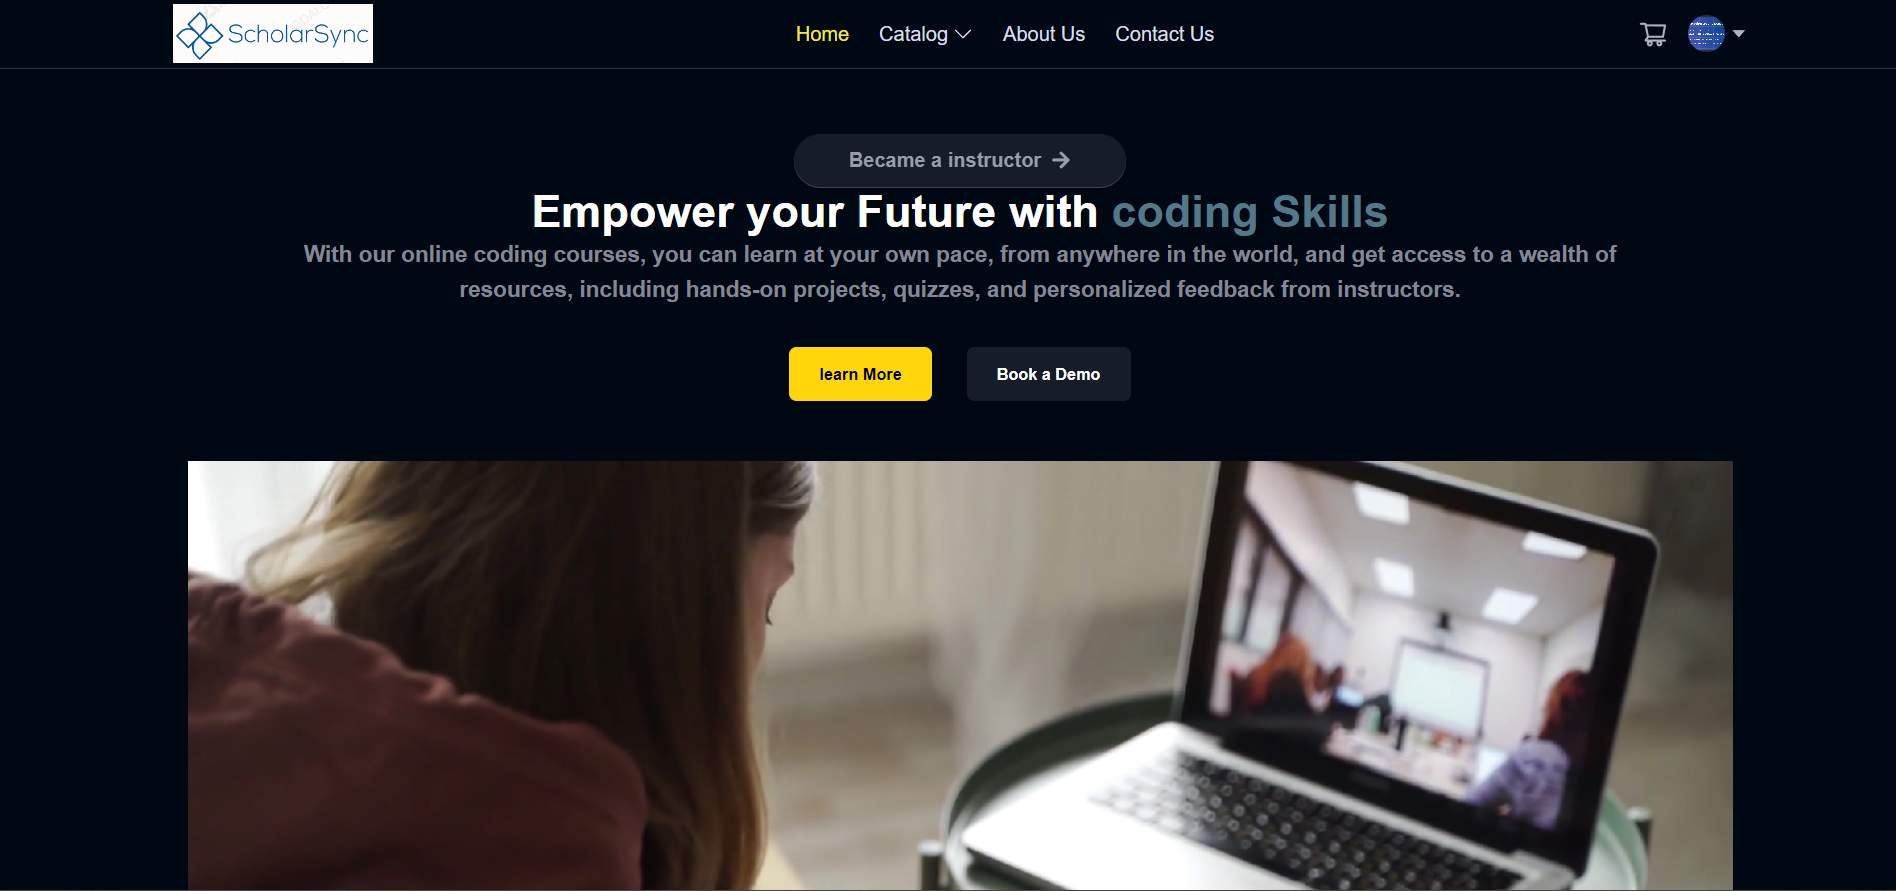 ScholarSync
Home Catalog About Us Contact Us
Became a instructor
Empower your Future with coding Skills
With our online coding courses, you can learn at your own pace, from anywhere in the world, and get access to a wealth of
resources, including hands-on projects, quizzes, and personalized feedback from instructors.
learn More Book a Demo